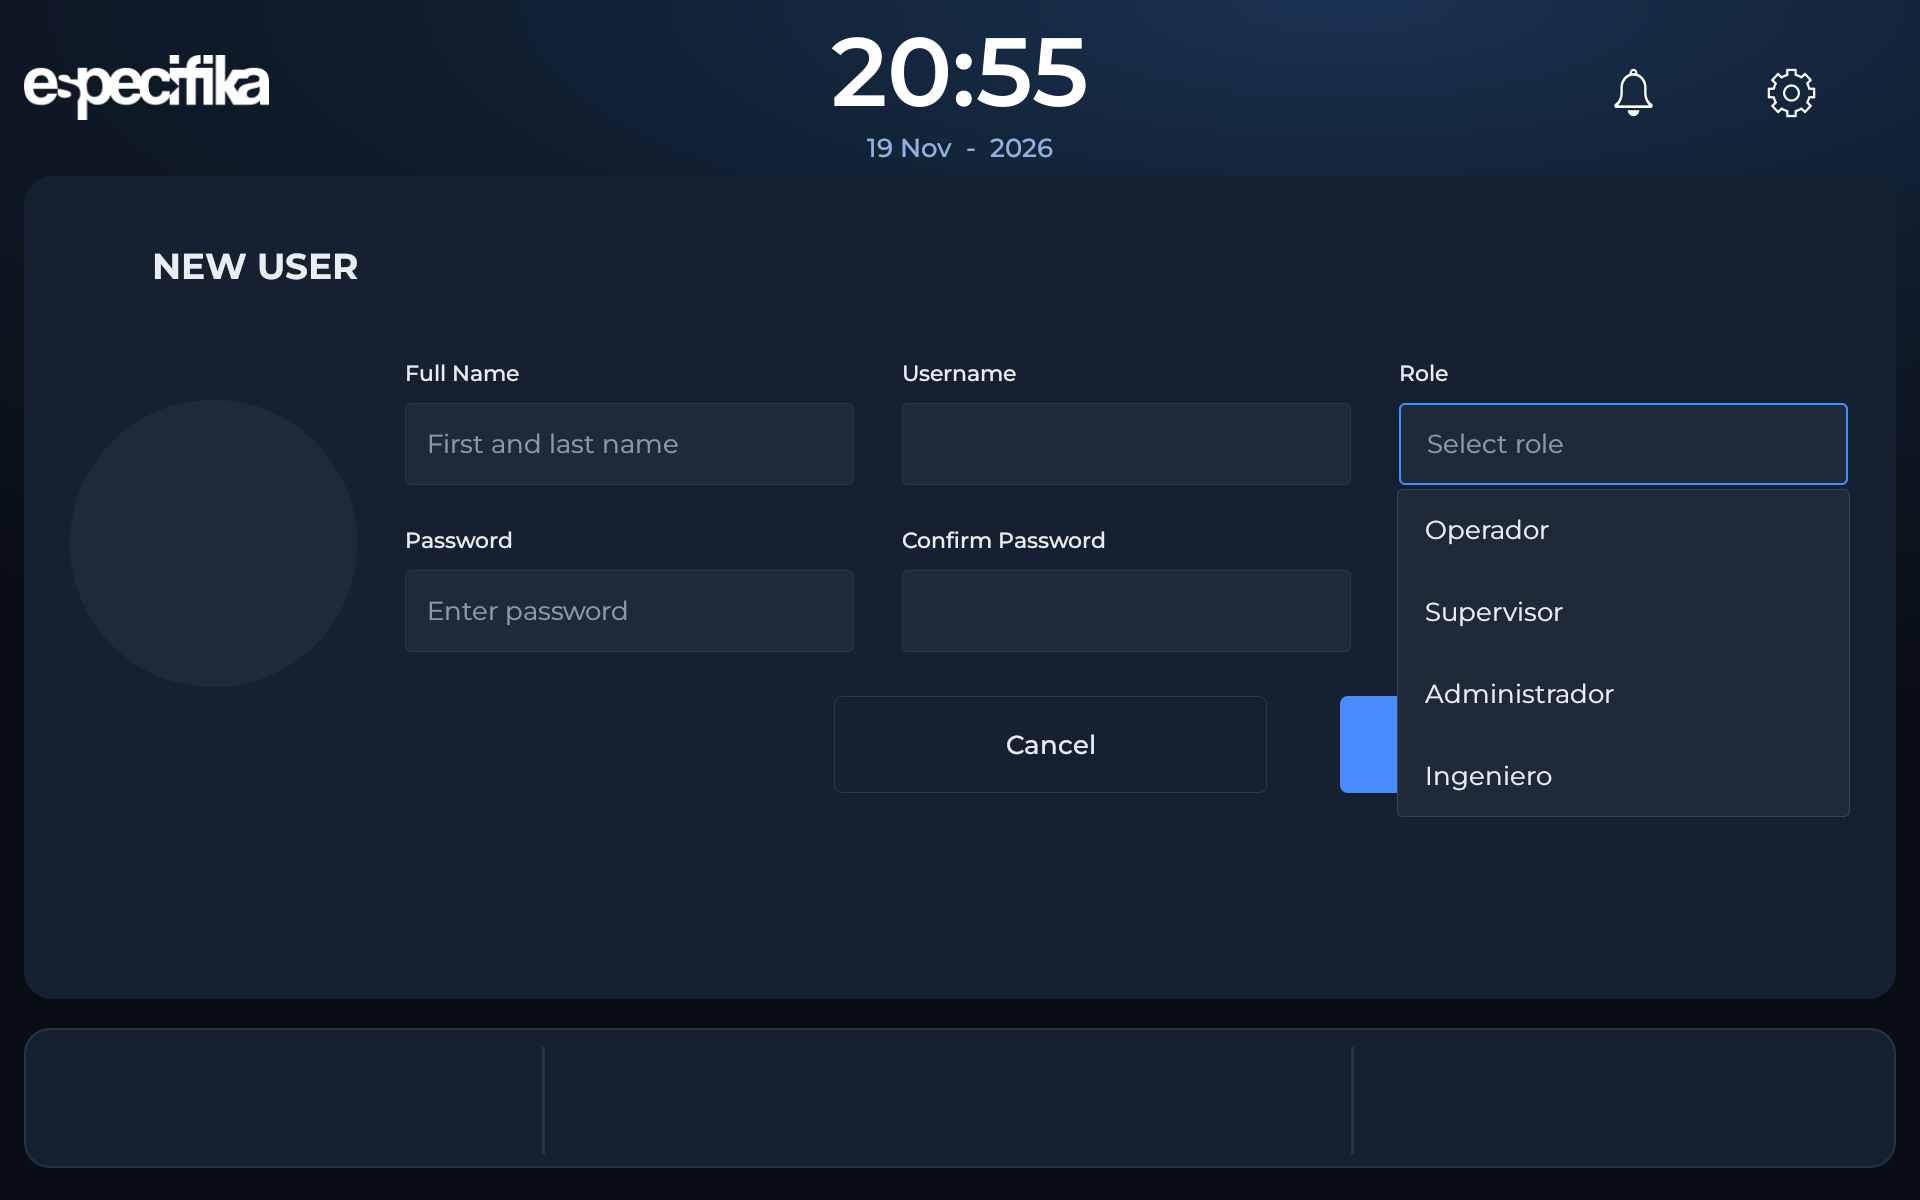 especifika
20:55
19 Nov - 2026
NEW USER
Full Name
Username
Role
First and last name
Select role
Operador
Password
Confirm Password
Enter password
Supervisor
Administrador
Cancel
Ingeniero